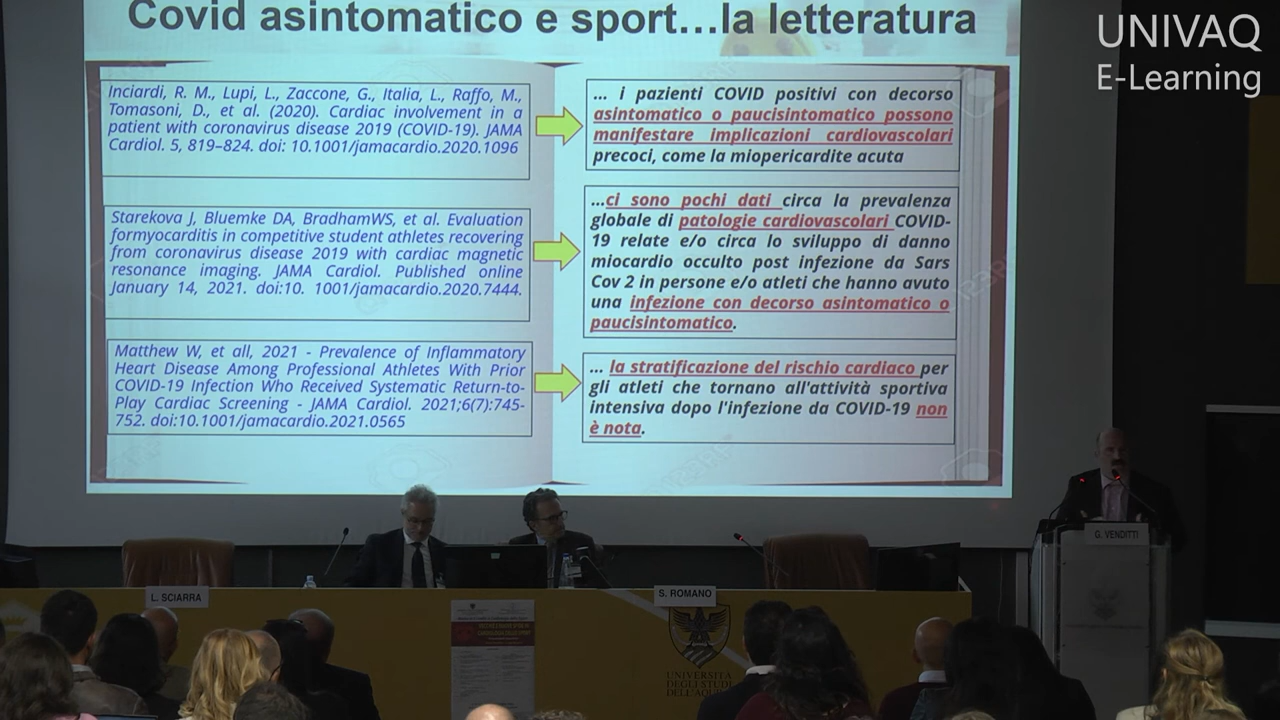 Covid asintomatico e sport...la letteratura
UNIVAQ
E-Learning
Inciardi, R. M., Lupi, L., Zaccone, G., Italia, L., Raffo, M.,
Tomasoni, D., et al. (2020). Cardiac involvement in a
patient with coronavirus disease 2019 (COVID-19). JAMA
Cardiol. 5, 819–824. doi: 10.1001/jamacardio.2020.1096
... i pazienti COVID positivi con decorso
asintomatico o paucisintomatico possono
manifestare implicazioni cardiovascolari
precoci, come la miopericardite acuta
Starekova J, Bluemke DA, BradhamWS, et al. Evaluation
formyocarditis in competitive student athletes recovering
from coronavirus disease 2019 with cardiac magnetic
resonance imaging. JAMA Cardiol. Published online
January 14, 2021. doi:10. 1001/jamacardio.2020.7444.
...ci sono pochi dati circa la prevalenza
globale di patologie cardiovascolari COVID-
19 relate e/o circa lo sviluppo di danno
miocardio occulto post infezione da Sars
Cov 2 in persone e/o atleti che hanno avuto
una infezione con decorso asintomatico o
paucisintomatico.
Matthew W, et all, 2021 - Prevalence of Inflammatory
Heart Disease Among Professional Athletes With Prior
COVID-19 Infection Who Received Systematic Return-to-
Play Cardiac Screening - JAMA Cardiol. 2021;6(7):745-
752. doi:10.1001/jamacardio.2021.0565
... la stratificazione del rischio cardiaco per
gli atleti che tornano all'attività sportiva
intensiva dopo l'infezione da COVID-19 non
è nota.
G. VENDITTI
L. SCIARRA
S. ROMANO
UNIVERSITÀ
DEGLI STUDI
DELL'AQUILA